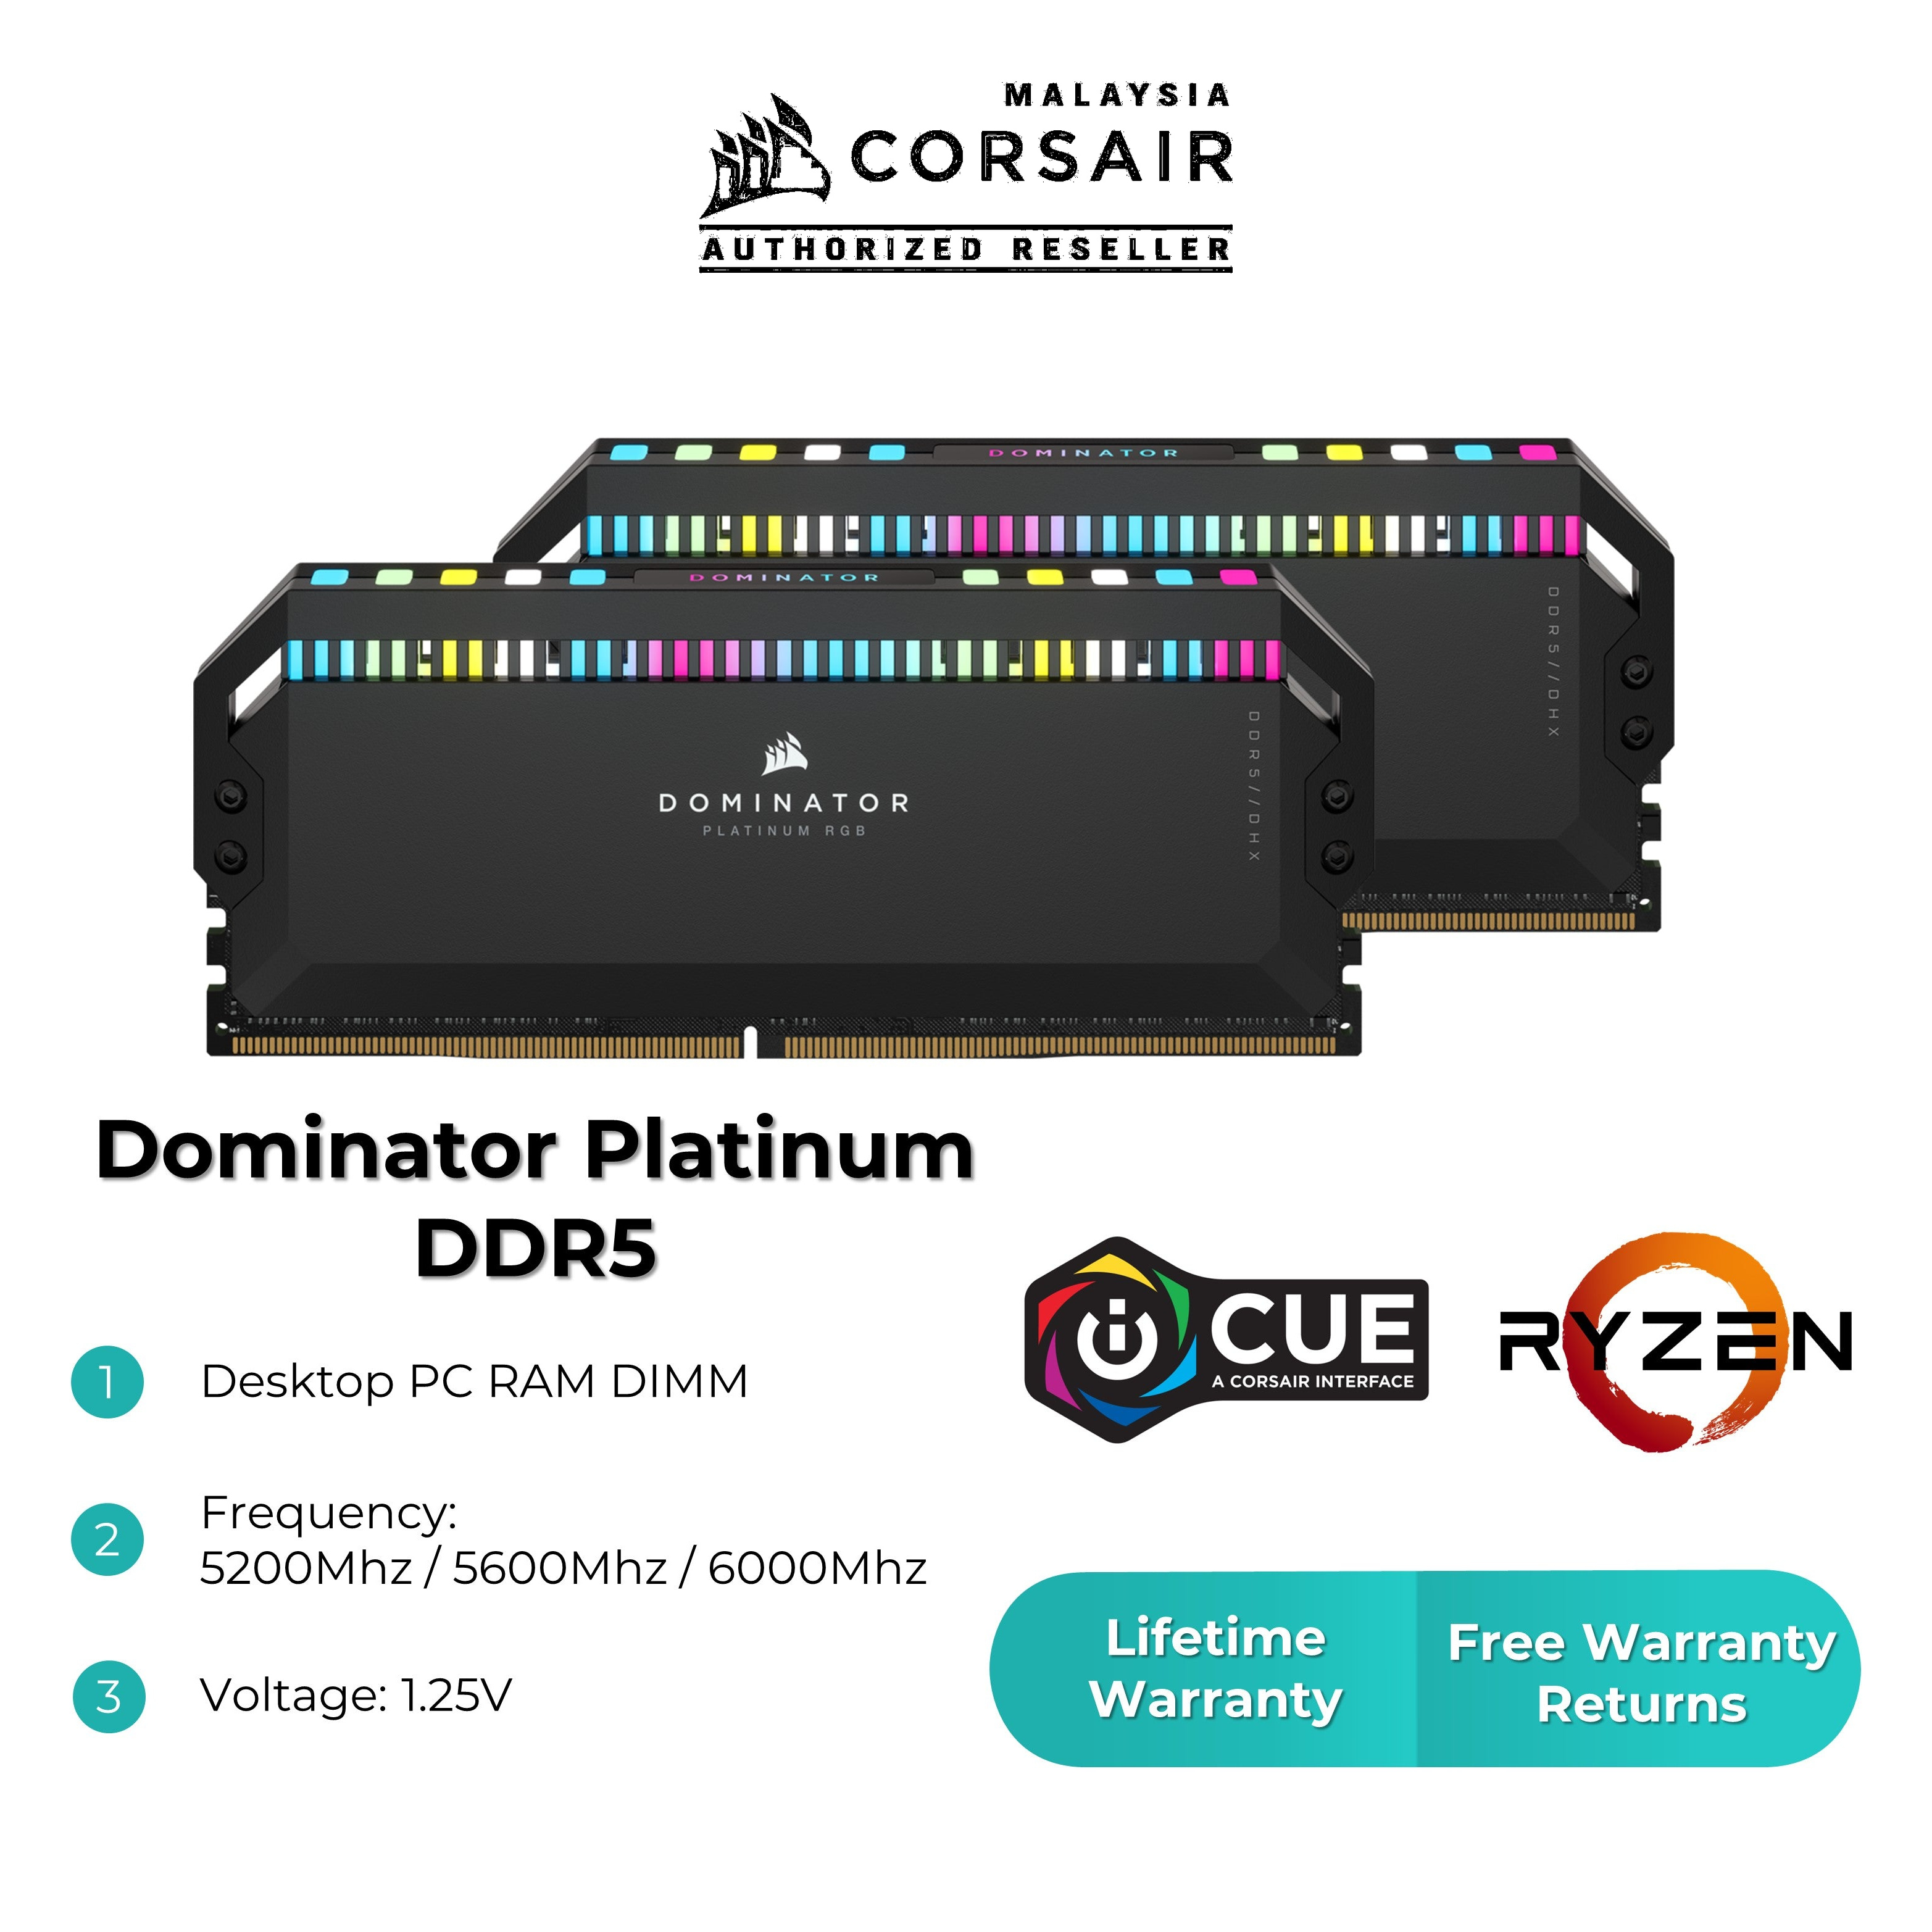 MALAYSIA
CORSAIR
AUTHORIZED RESELLER
DOMINATOR
DDR5//DHX
DOMINATOR
DOMINATOR
PLATINUM RGB
DDR5//DHX
Dominator Platinum
DDR5
1 Desktop PC RAM DIMM
2 Frequency:
5200Mhz / 5600Mhz / 6000Mhz
3 Voltage: 1.25V
iCUE
A CORSAIR INTERFACE
RYZEN
Lifetime
Warranty
Free Warranty
Returns